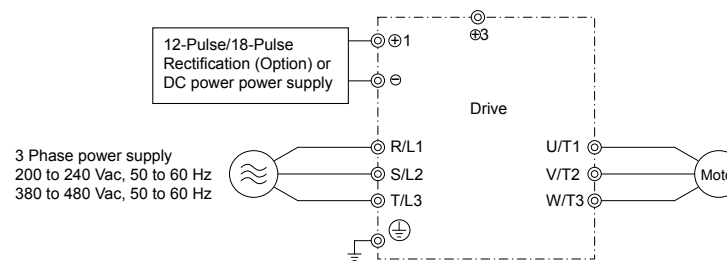 12-Pulse/18-Pulse
Rectification (Option) or
DC power power supply
⊕1
⊖
⊕3
Drive
3 Phase power supply
200 to 240 Vac, 50 to 60 Hz
380 to 480 Vac, 50 to 60 Hz
R/L1
S/L2
T/L3
U/T1
V/T2
W/T3